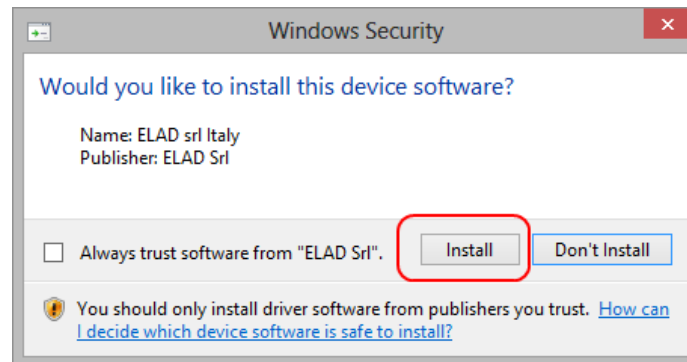 Windows Security
Would you like to install this device software?
Name: ELAD srl Italy
Publisher: ELAD Srl
Always trust software from "ELAD Srl". Install Don't Install
You should only install driver software from publishers you trust. How can
I decide which device software is safe to install?